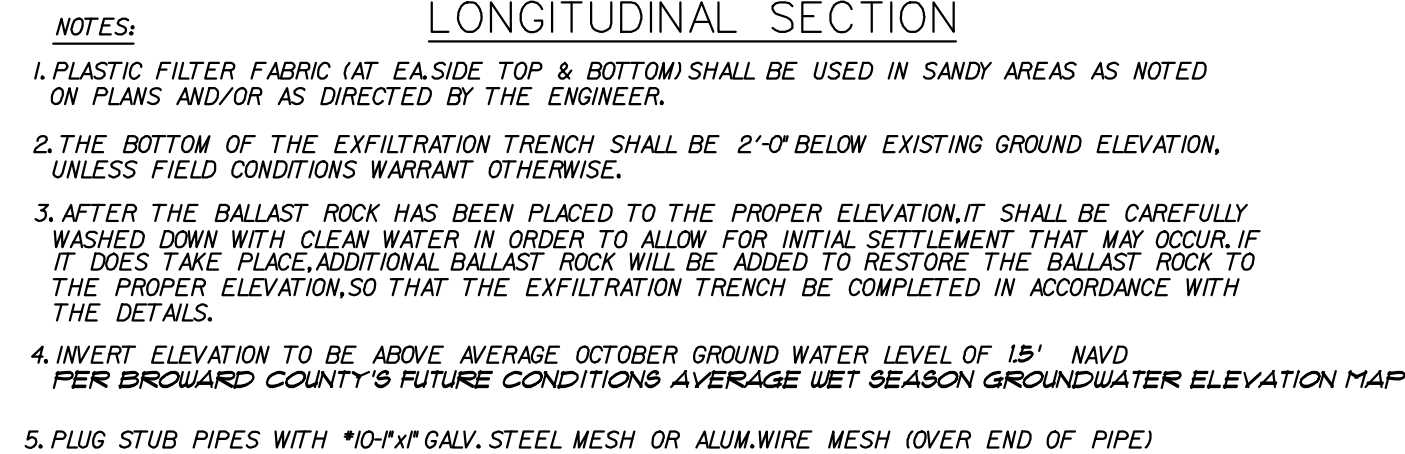 NOTES:
LONGITUDINAL SECTION
1. PLASTIC FILTER FABRIC (AT EA.SIDE TOP & BOTTOM) SHALL BE USED IN SANDY AREAS AS NOTED
ON PLANS AND/OR AS DIRECTED BY THE ENGINEER.
2. THE BOTTOM OF THE EXFILTRATION TRENCH SHALL BE 2'-0" BELOW EXISTING GROUND ELEVATION,
UNLESS FIELD CONDITIONS WARRANT OTHERWISE.
3. AFTER THE BALLAST ROCK HAS BEEN PLACED TO THE PROPER ELEVATION,IT SHALL BE CAREFULLY
WASHED DOWN WITH CLEAN WATER IN ORDER TO ALLOW FOR INITIAL SETTLEMENT THAT MAY OCCUR. IF
IT DOES TAKE PLACE,ADDITIONAL BALLAST ROCK WILL BE ADDED TO RESTORE THE BALLAST ROCK TO
THE PROPER ELEVATION,SO THAT THE EXFILTRATION TRENCH BE COMPLETED IN ACCORDANCE WITH
THE DETAILS.
4. INVERT ELEVATION TO BE ABOVE AVERAGE OCTOBER GROUND WATER LEVEL OF 1.5' NAVD
PER BROWARD COUNTY'S FUTURE CONDITIONS AVERAGE WET SEASON GROUNDWATER ELEVATION MAP
5. PLUG STUB PIPES WITH #10-1"x1" GALV. STEEL MESH OR ALUM.WIRE MESH (OVER END OF PIPE)